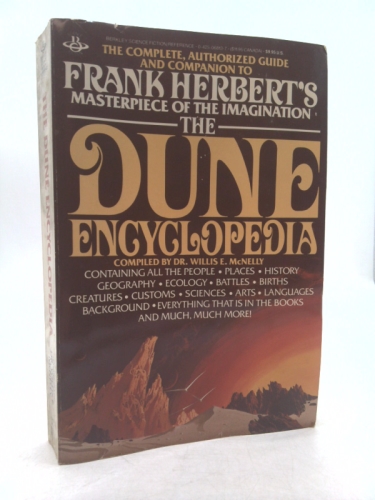 THE COMPLETE, AUTHORIZED GUIDE
AND COMPANION TO
FRANK HERBERT'S
MASTERPIECE OF THE IMAGINATION
THE
DUNE
ENCYCLOPEDIA
COMPILED BY DR. WILLIS E. McNELLY
CONTAINING ALL THE PEOPLE • PLACES • HISTORY
GEOGRAPHY • ECOLOGY • BATTLES • BIRTHS
CREATURES • CUSTOMS • SCIENCES • ARTS • LANGUAGES
BACKGROUND • EVERYTHING THAT IS IN THE BOOKS
AND MUCH, MUCH MORE!
THE DUNE ENCYCLOPEDIA